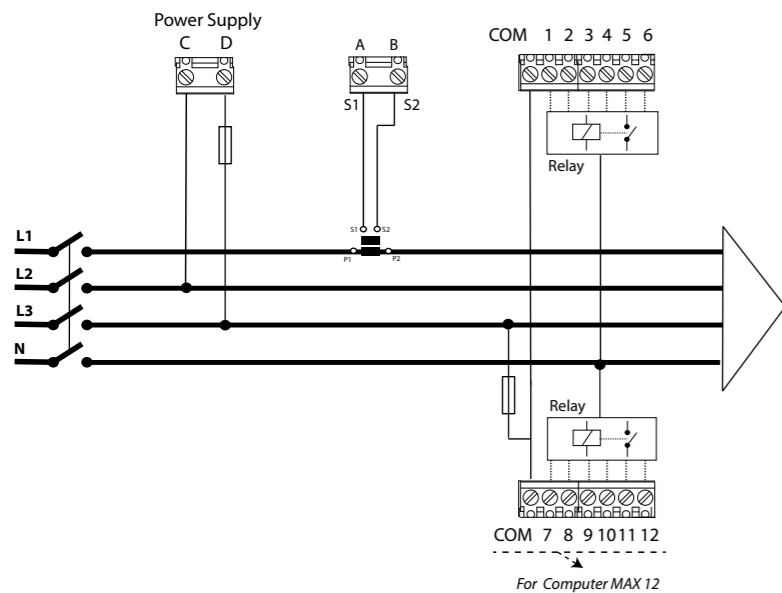 Power Supply
C D
A B
COM 1 2 3 4 5 6
S1 S2
Relay
S1 S2
L1
P1 P2
L2
L3
N
Relay
COM 7 8 9 10 11 12
For Computer MAX 12